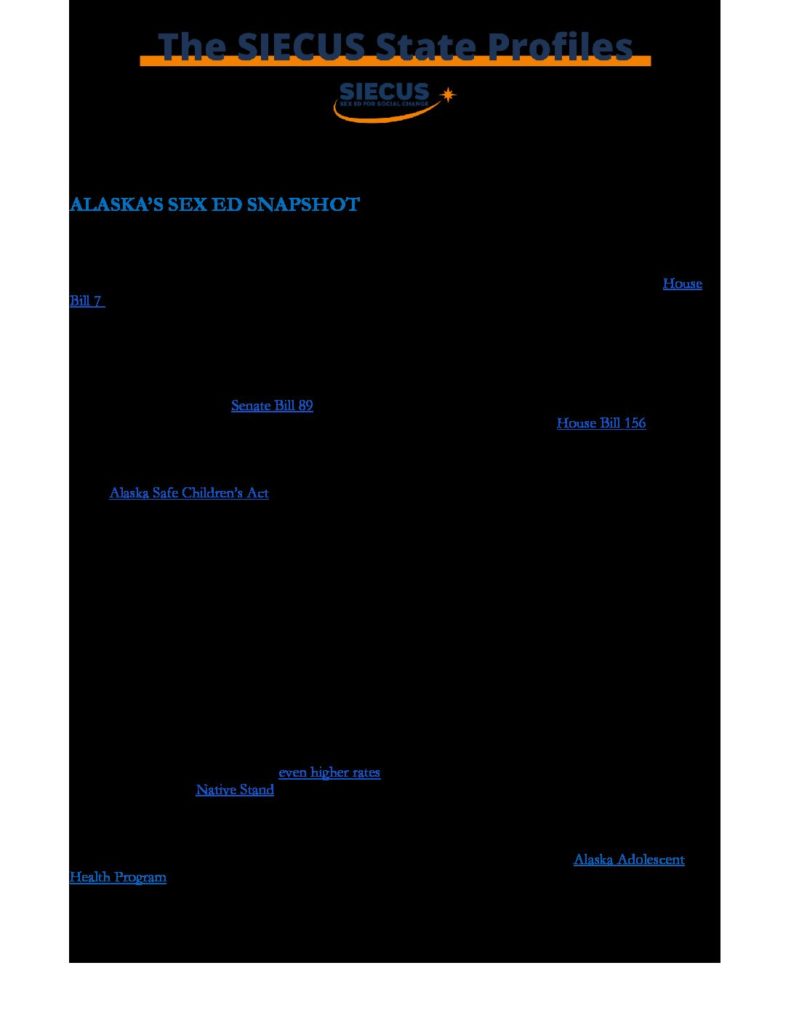 The SIECUS State Profiles
SIECUS
SEX ED FOR SOCIAL CHANGE
ALASKA'S SEX ED SNAPSHOT
House
Bill 7
Senate Bill 89
House Bill 156
Alaska Safe Children's Act
even higher rates
Native Stand
Alaska Adolescent
Health Program